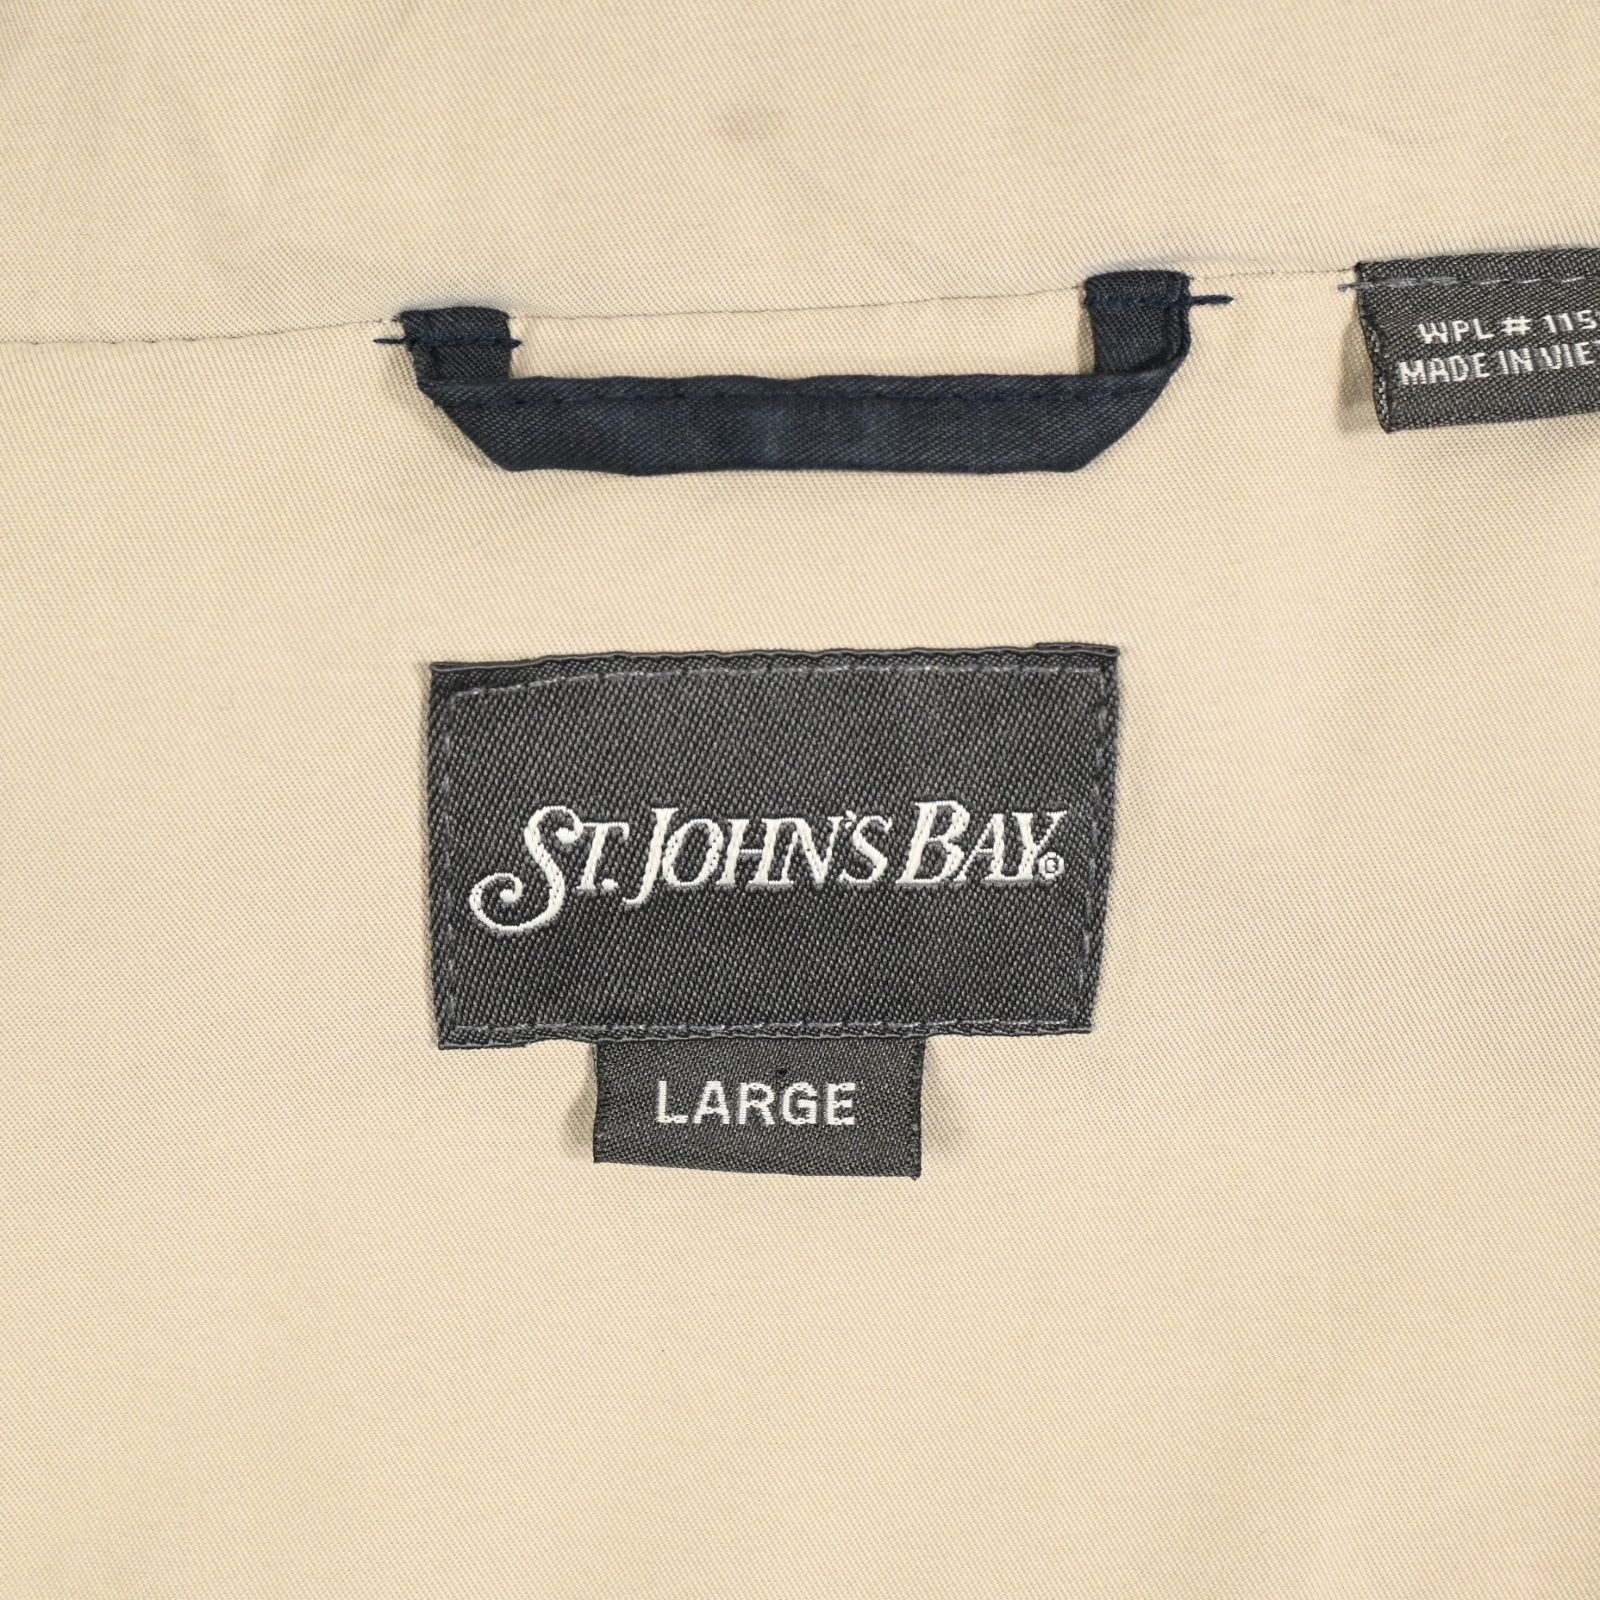 WPL # 115
MADE IN VIET
ST. JOHN'S BAY®
LARGE